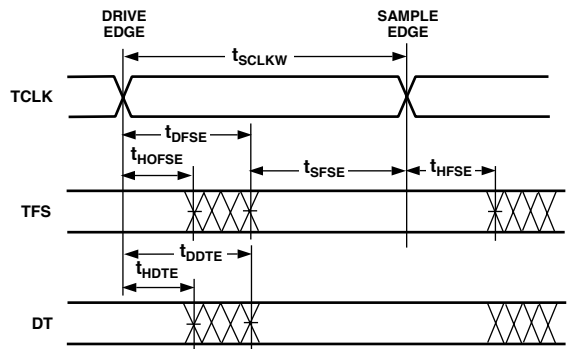 DRIVE
EDGE
SAMPLE
EDGE
tSCLKW
TCLK
tDFSE
tHOFSE
tSFSE
tHFSE
TFS
tDDTE
tHDTE
DT